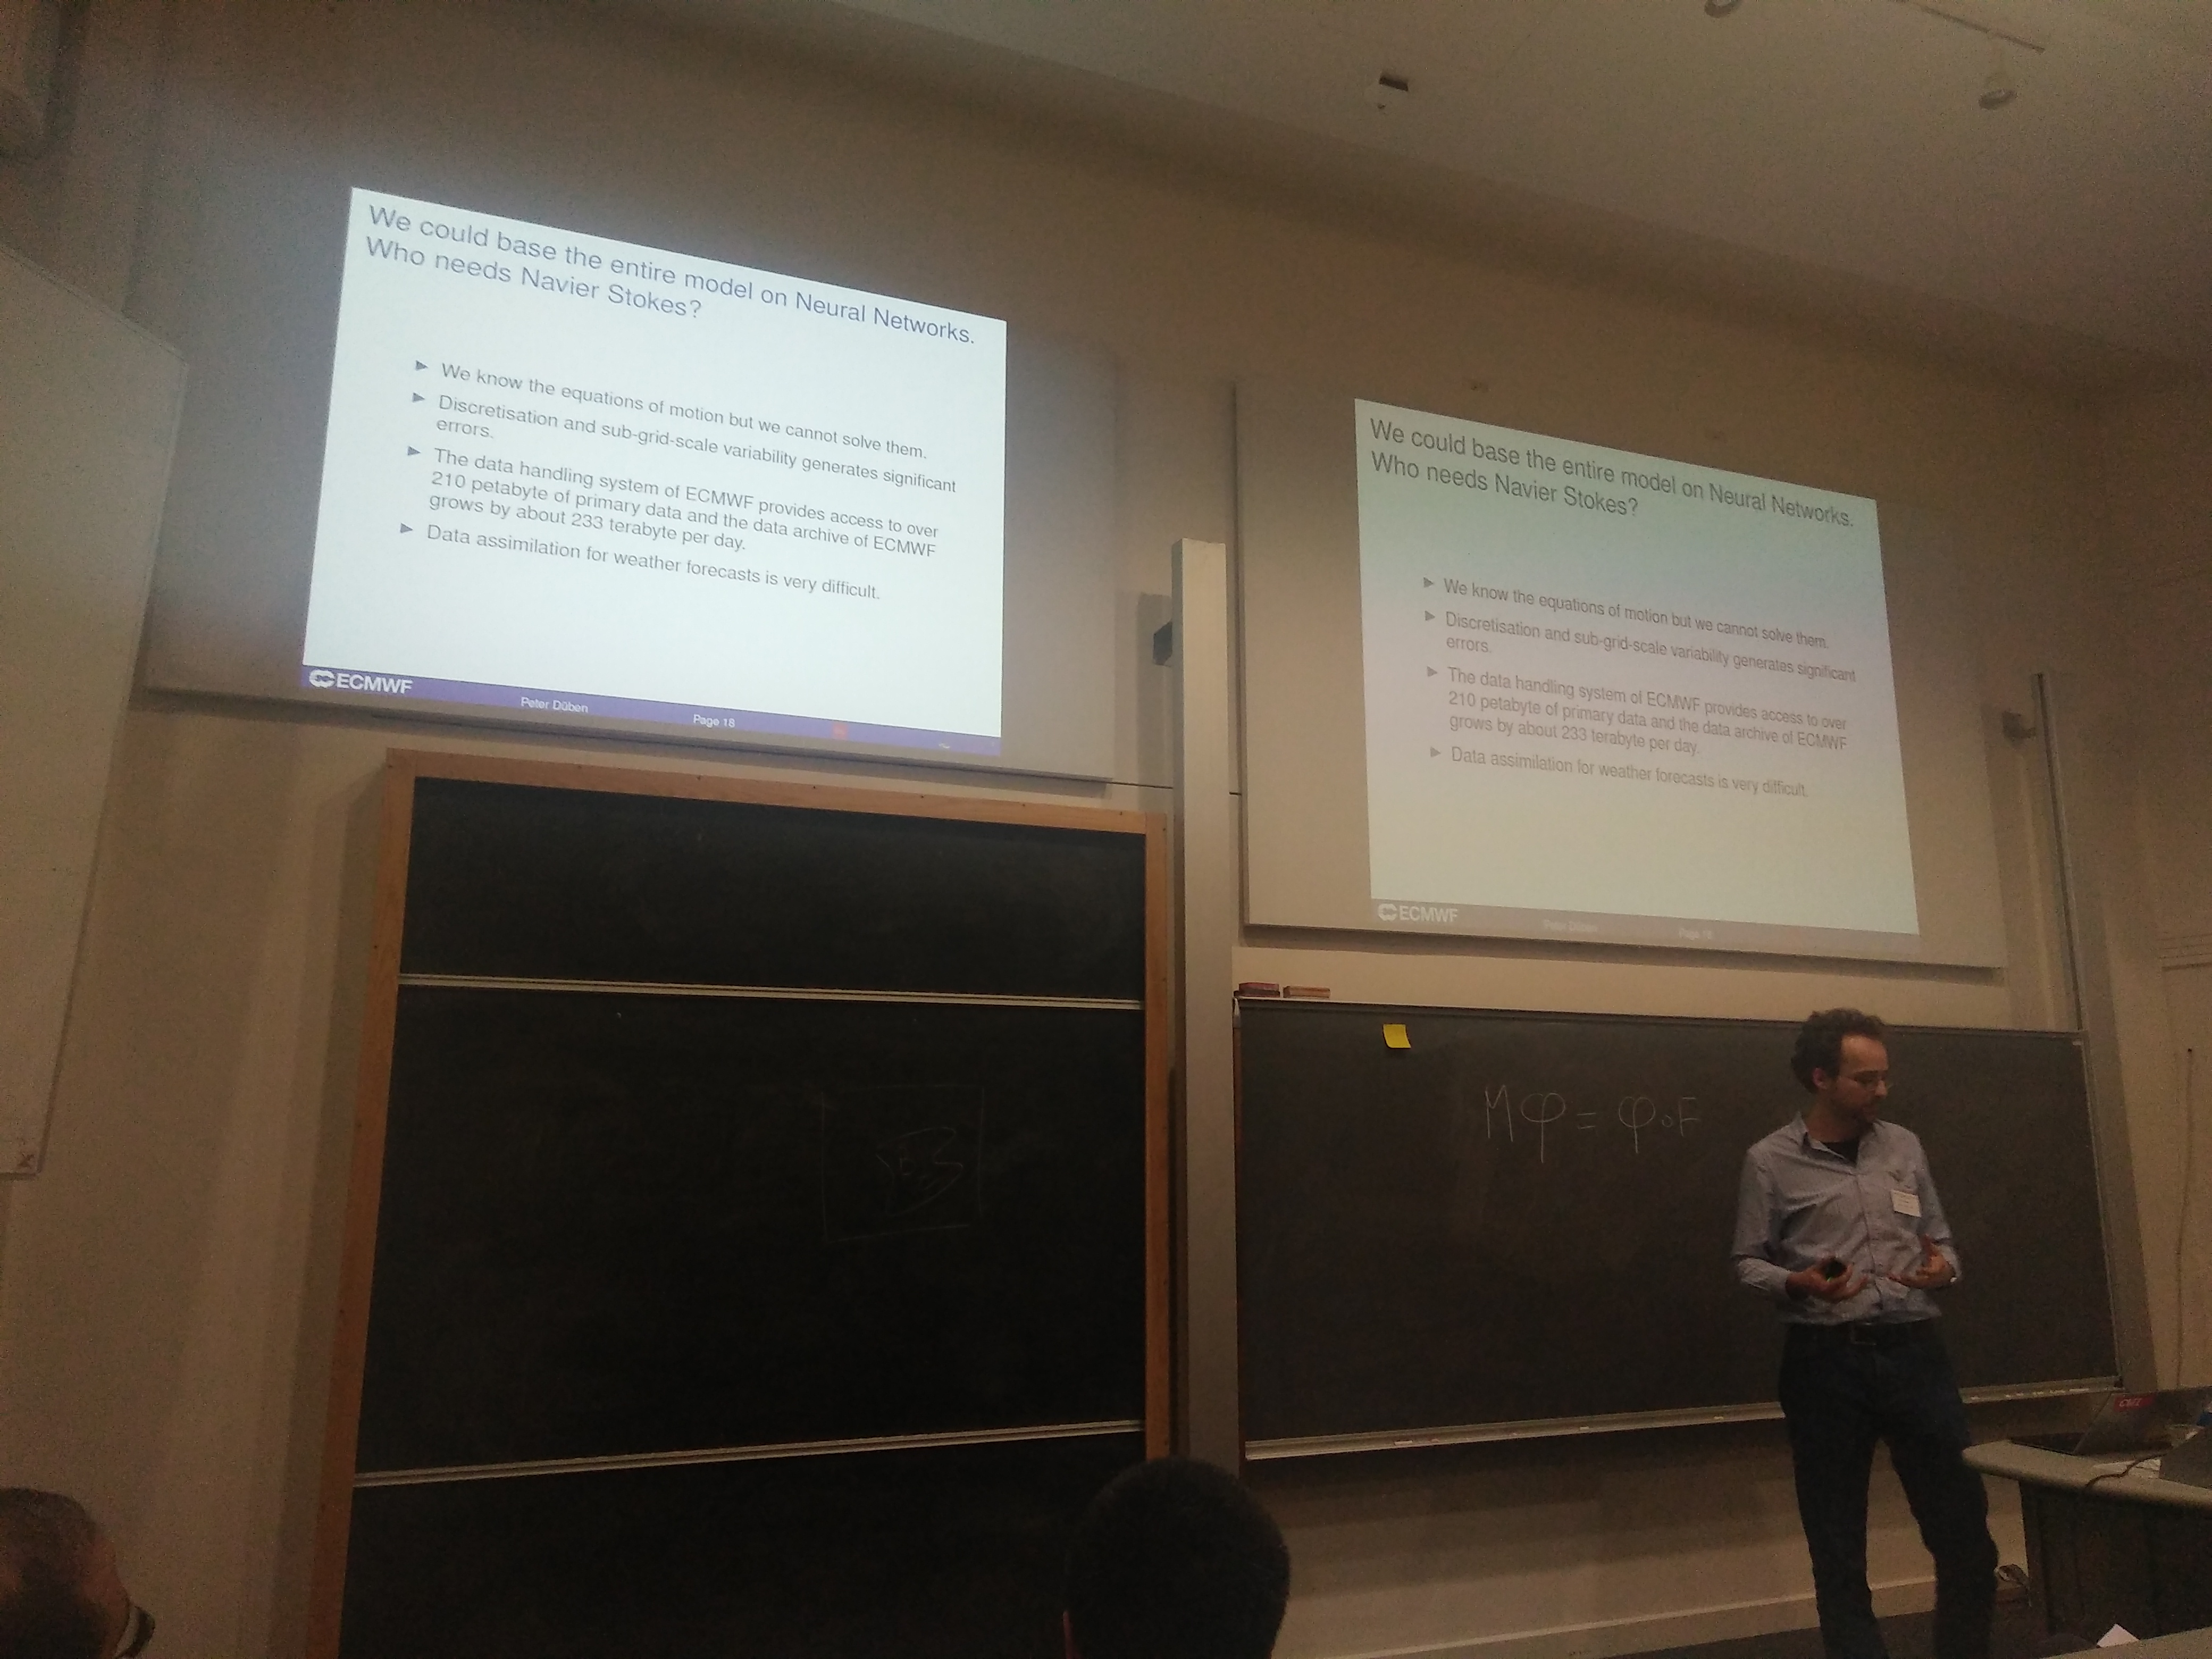 We could base the entire model on Neural Networks.
Who needs Navier Stokes?
► We know the equations of motion but we cannot solve them.
► Discretisation and sub-grid-scale variability generates significant
errors.
► The data handling system of ECMWF provides access to over
210 petabyte of primary data and the data archive of ECMWF
grows by about 233 terabyte per day.
► Data assimilation for weather forecasts is very difficult.
ECMWF
Peter Düben
Page 18
We could base the entire model on Neural Networks.
Who needs Navier Stokes?
► We know the equations of motion but we cannot solve them.
► Discretisation and sub-grid-scale variability generates significant
errors.
► The data handling system of ECMWF provides access to over
210 petabyte of primary data and the data archive of ECMWF
grows by about 233 terabyte per day.
► Data assimilation for weather forecasts is very difficult.
ECMWF
Peter Düben
Page 18
Mφ = φ∘F